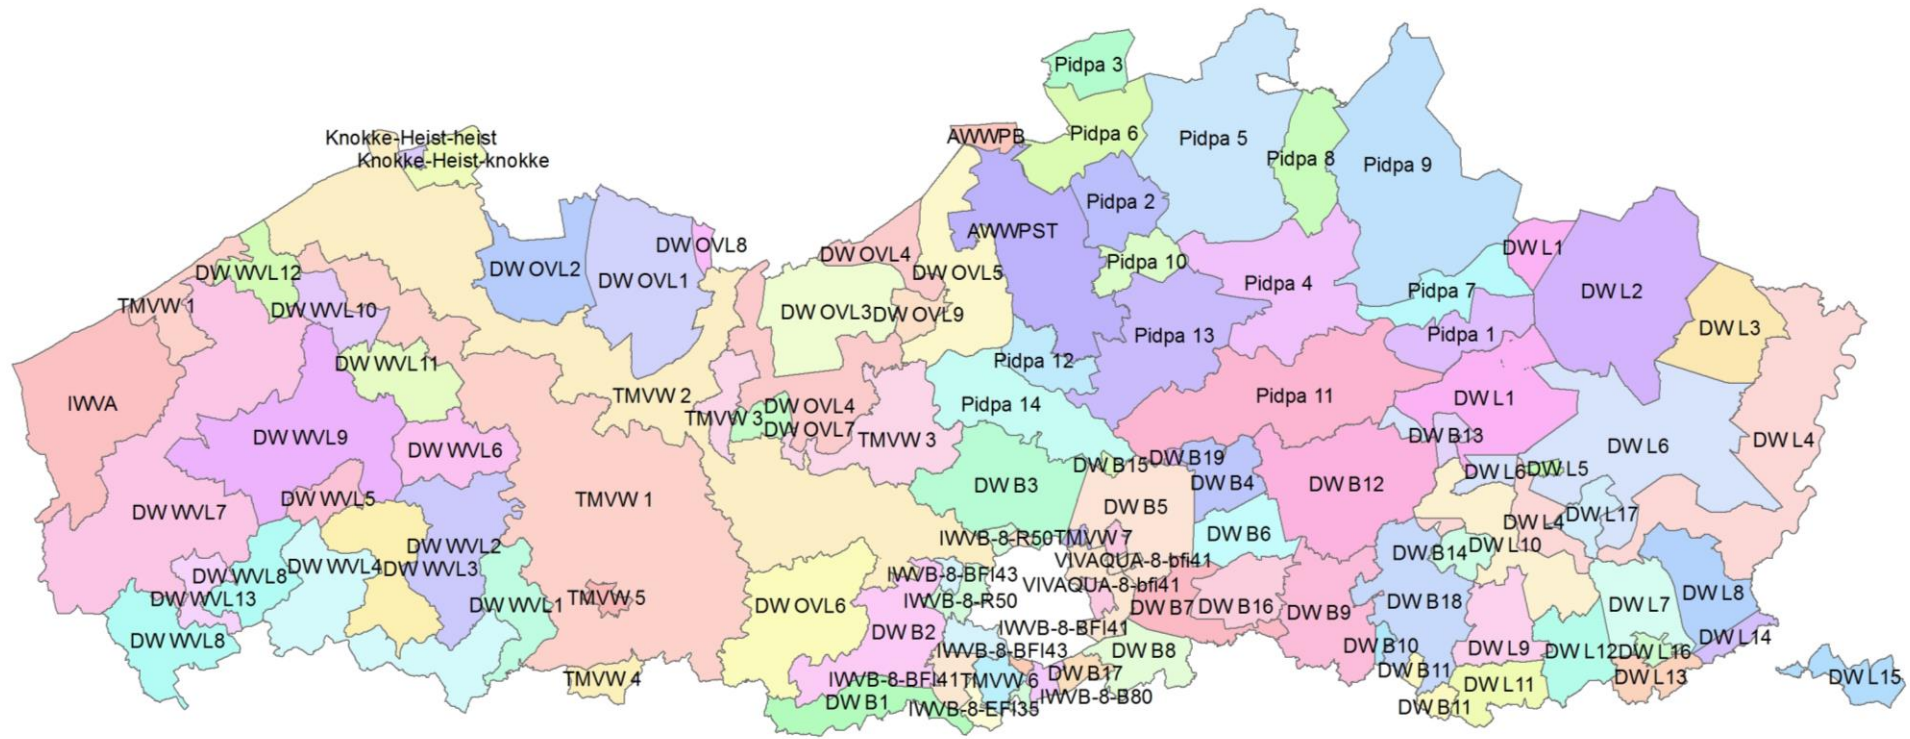 Pidpa 3
Knokke-Heist-heist
AWWPB
Pidpa 6
Pidpa 5
Pidpa 8
Pidpa 9
Knokke-Heist-knokke
Pidpa 2
AWWPST
DW OVL8
DW OVL4
DW L1
DW WVL12
DW OVL2
DW OVL1
DW OVL5
Pidpa 10
Pidpa 4
Pidpa 7
DW L2
TMVW 1
DW WVL10
DW OVL3
DW OVL9
Pidpa 13
Pidpa 1
DW L3
DW WVL11
Pidpa 12
IWVA
TMVW 2
DW OVL4
Pidpa 14
Pidpa 11
DW L1
TMVW 3
DW OVL7
DW WVL9
DW WVL6
TMVW 3
DW B13
DW L6
DW L4
DW B15
DW B19
DW L6
DW L5
DW WVL5
TMVW 1
DW B3
DW B4
DW B12
DW WVL7
DW B5
DW L4
DW L17
DW WVL2
IWVB-8-R50
TMVW 7
DW B6
DW B14
DW L10
DW WVL8
DW WVL4
DW WVL3
IWVB-8-BFI43
VIVAQUA-8-bfi41
VIVAQUA-8-bfi41
DW WVL13
DW WVL1
TMVW 5
DW OVL6
IWVB-8-R50
DW B7
DW B16
DW B9
DW B18
DW L7
DW L8
DW WVL8
DW B2
IWVB-8-BFI41
IWVB-8-BFI43
DW B8
DW B10
DW L9
DW L12
DW L16
DW L14
TMVW 4
IWVB-8-BFI41
TMVW 6
DW B17
DW B11
DW L11
DW L13
DW L15
DW B1
IWVB-8-EFI35
IWVB-8-B80
DW B11